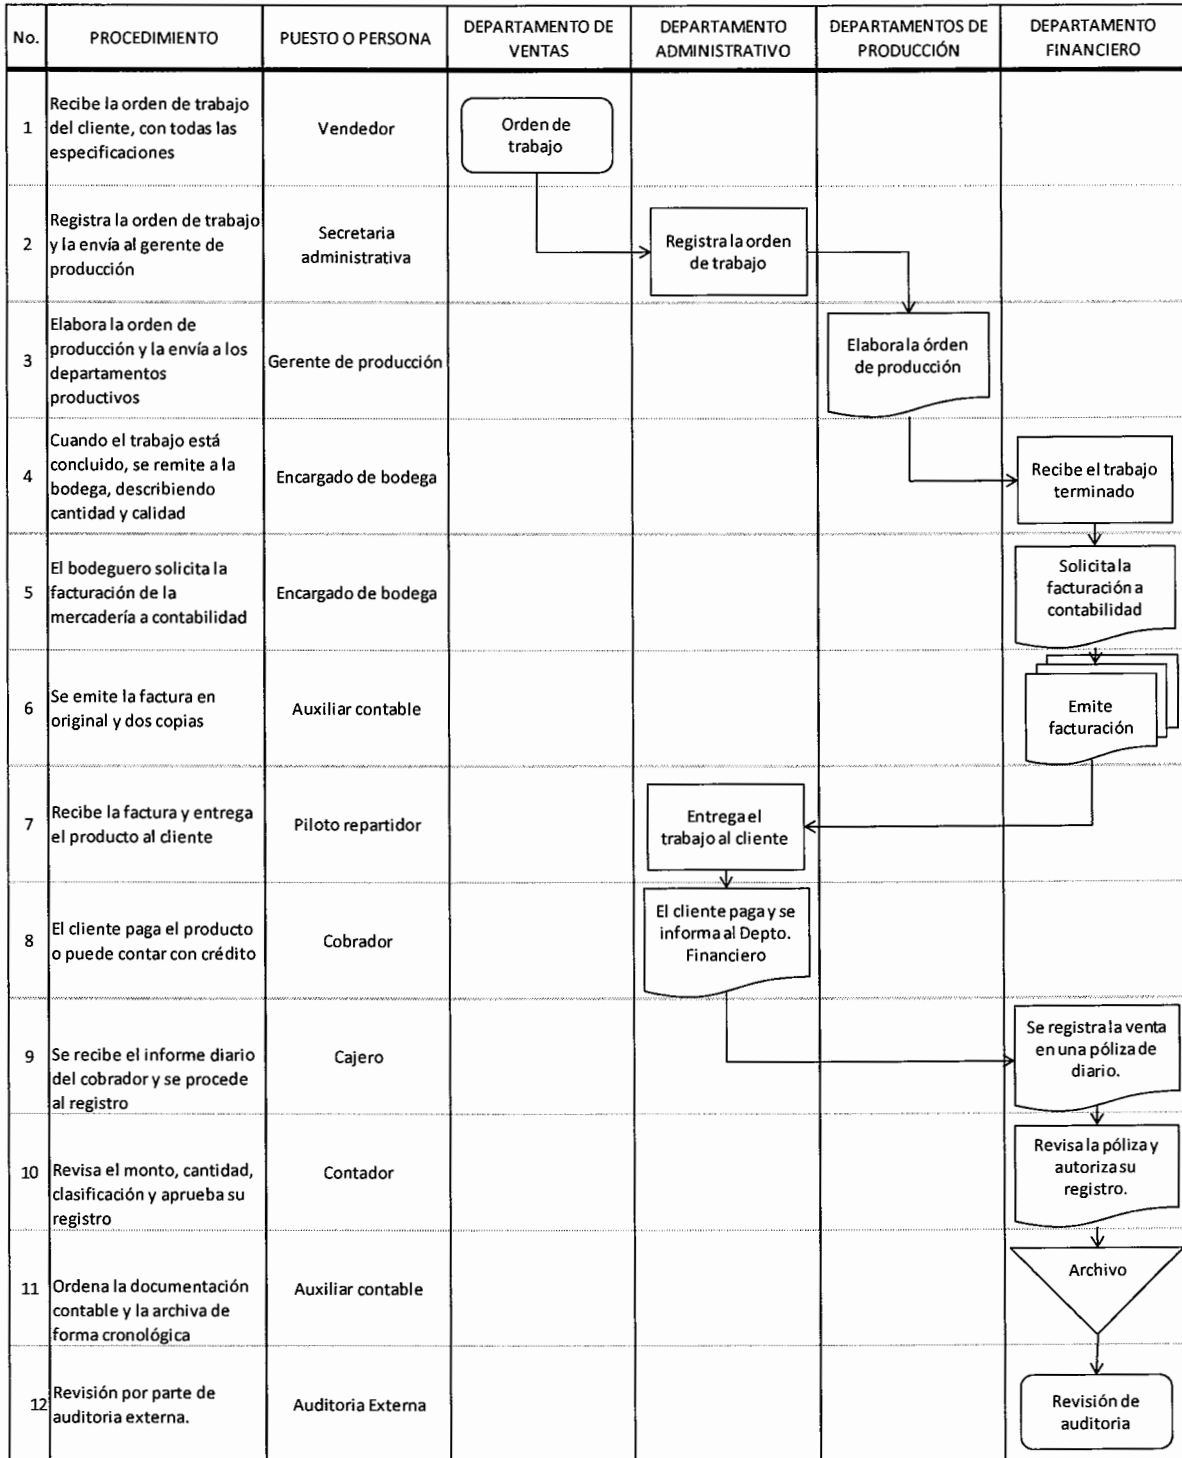 No.
PROCEDIMIENTO
PUESTO O PERSONA
DEPARTAMENTO DE
VENTAS
DEPARTAMENTO
ADMINISTRATIVO
DEPARTAMENTOS DE
PRODUCCIÓN
DEPARTAMENTO
FINANCIERO
1
Recibe la orden de trabajo
del cliente, con todas las
especificaciones
Vendedor
Orden de
trabajo
2
Registra la orden de trabajo
y la envía al gerente de
producción
Secretaria
administrativa
Registra la orden
de trabajo
3
Elabora la orden de
producción y la envía a los
departamentos
productivos
Gerente de producción
Elabora la órden
de producción
4
Cuando el trabajo está
concluido, se remite a la
bodega, describiendo
cantidad y calidad
Encargado de bodega
Recibe el trabajo
terminado
5
El bodeguero solicita la
facturación de la
mercadería a contabilidad
Encargado de bodega
Solicita la
facturación a
contabilidad
6
Se emite la factura en
original y dos copias
Auxiliar contable
Emite
facturación
7
Recibe la factura y entrega
el producto al cliente
Piloto repartidor
Entrega el
trabajo al cliente
8
El cliente paga el producto
o puede contar con crédito
Cobrador
El cliente paga y se
informa al Depto.
Financiero
9
Se recibe el informe diario
del cobrador y se procede
al registro
Cajero
Se registra la venta
en una póliza de
diario.
10
Revisa el monto, cantidad,
clasificación y aprueba su
registro
Contador
Revisa la póliza y
autoriza su
registro.
11
Ordena la documentación
contable y la archiva de
forma cronológica
Auxiliar contable
Archivo
12
Revisión por parte de
auditoria externa.
Auditoria Externa
Revisión de
auditoria